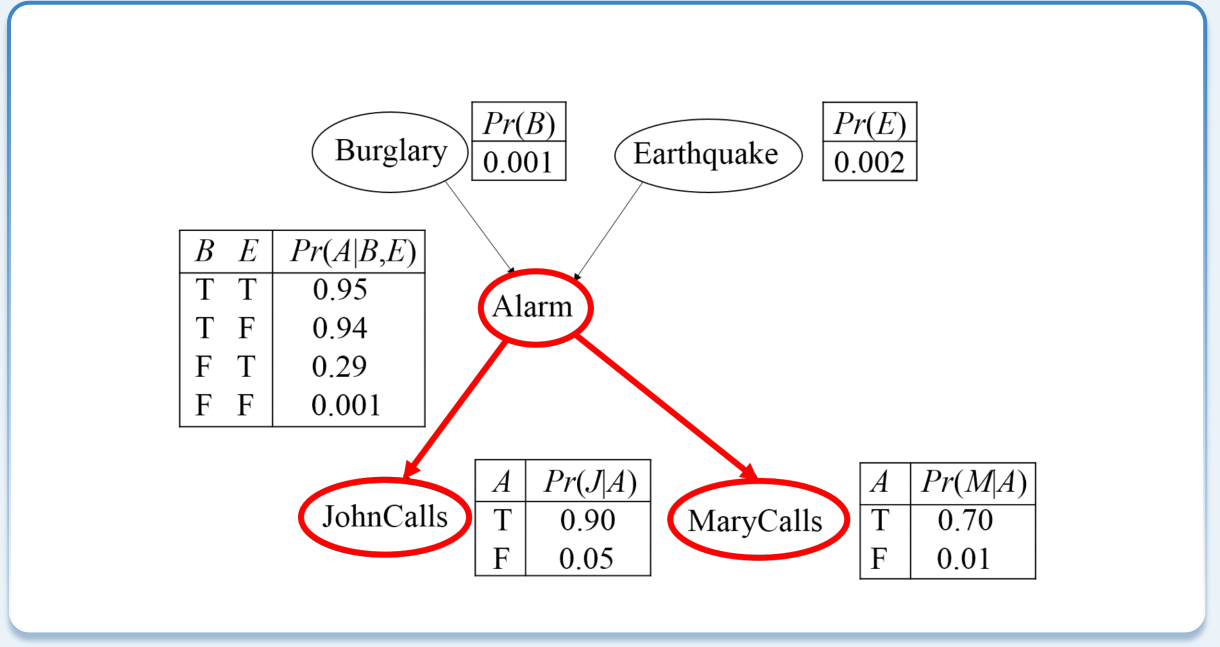 Burglary
Pr(B)
0.001
Earthquake
Pr(E)
0.002
B E Pr(A|B,E)
T T 0.95
T F 0.94
F T 0.29
F F 0.001
Alarm
JohnCalls
A Pr(J|A)
T 0.90
F 0.05
MaryCalls
A Pr(M|A)
T 0.70
F 0.01